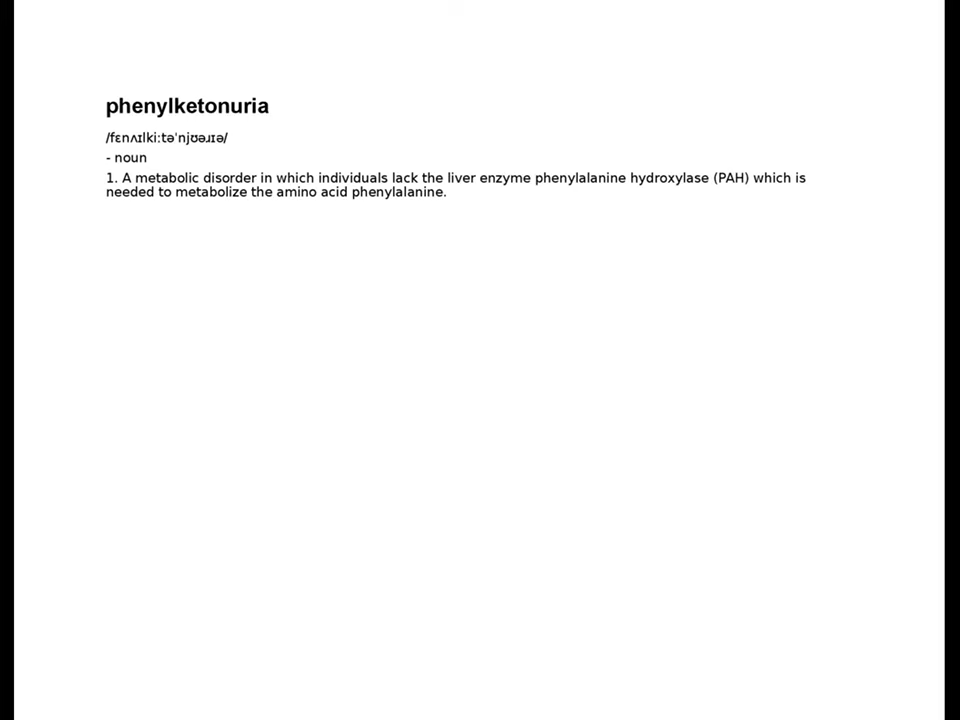 phenylketonuria
/fɛnʌɪlkiːtəˈnjʊəɹɪə/
- noun
1. A metabolic disorder in which individuals lack the liver enzyme phenylalanine hydroxylase (PAH) which is
needed to metabolize the amino acid phenylalanine.